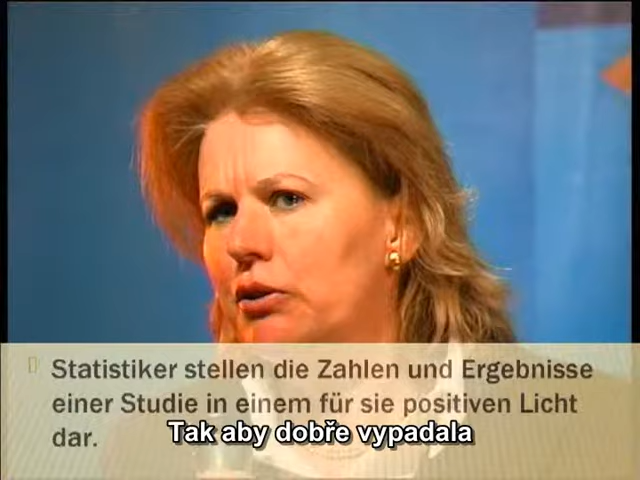 Statistiker stellen die Zahlen und Ergebnisse
einer Studie in einem für sie positiven Licht
dar.
Tak aby dobře vypadala